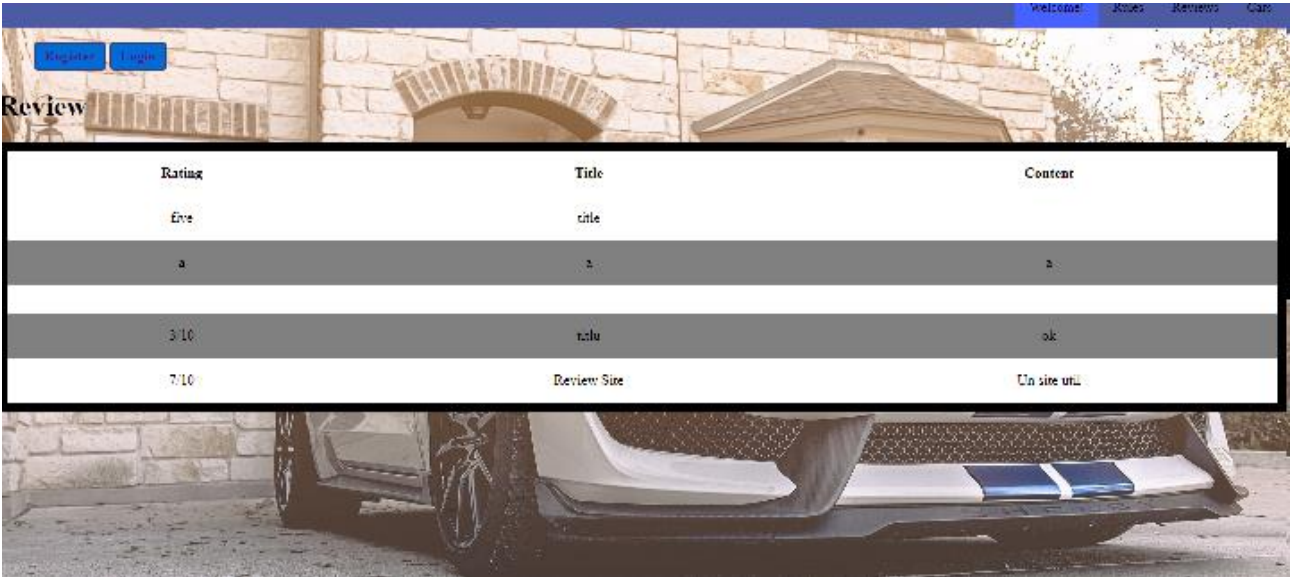 Welcome! Rules Reviews Cars
Register Login
Review
Rating Title Content
five title
a a a
3/10 titlu ok
7/10 Review Site Un site util